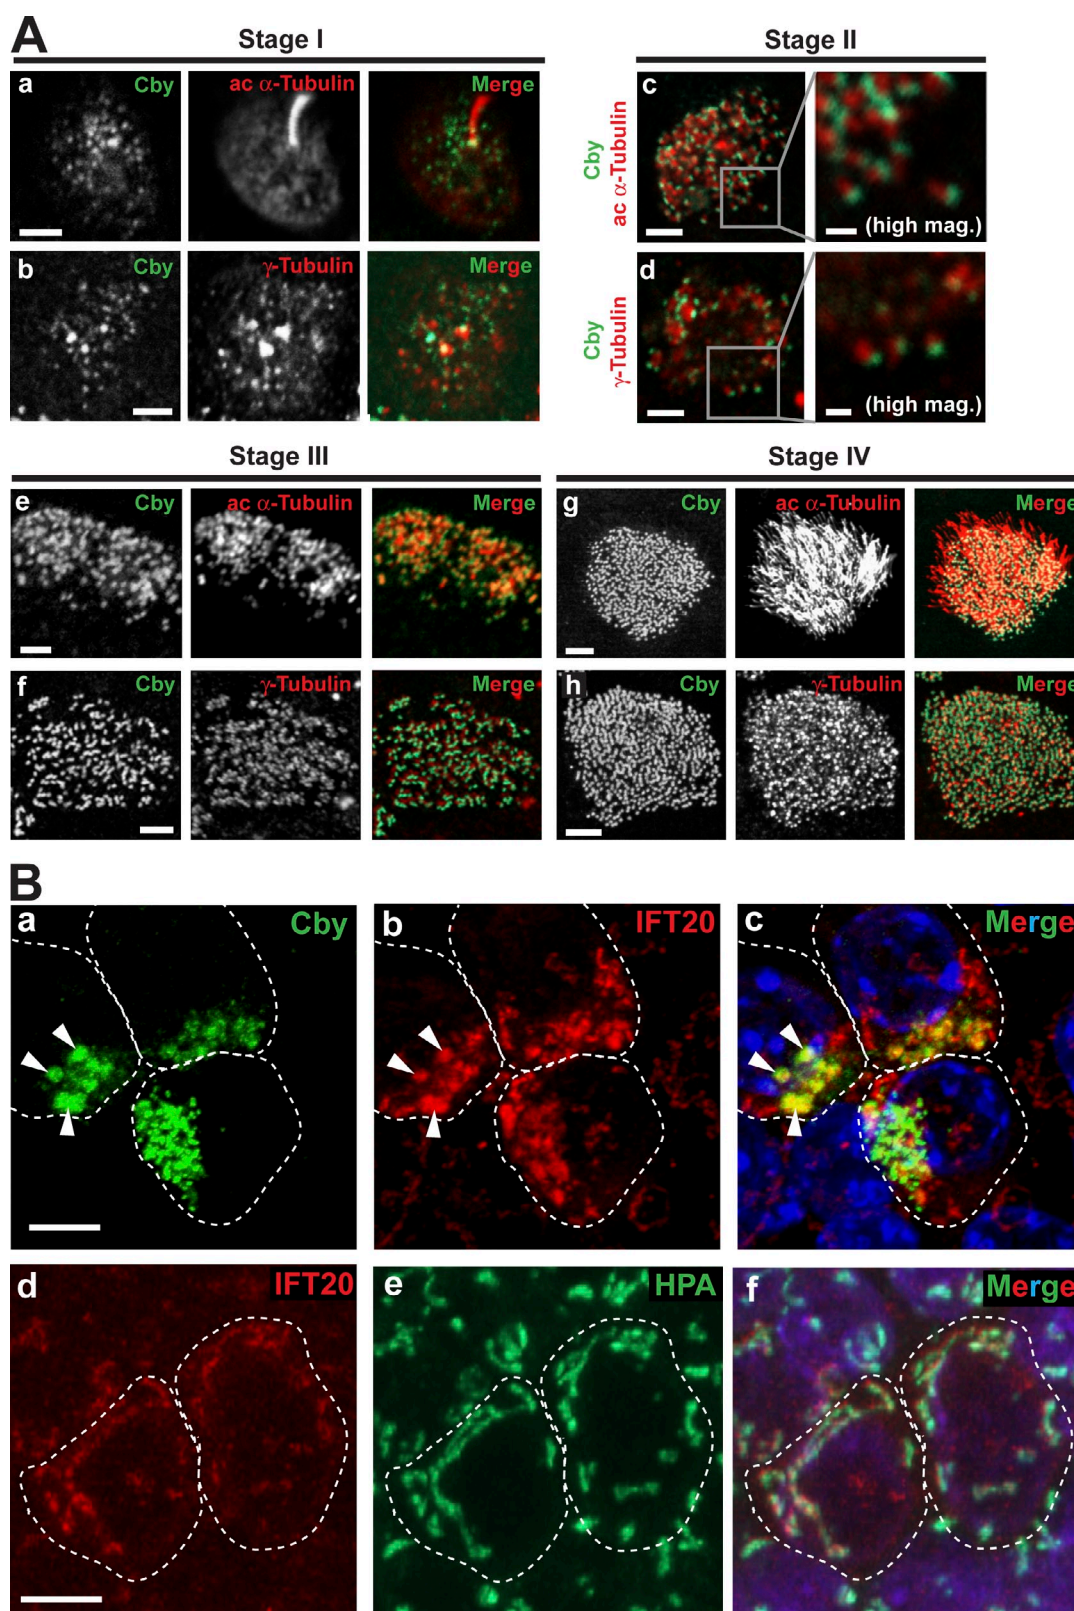 A
Stage I
Stage II
a Cby ac α-Tubulin Merge
b Cby γ-Tubulin Merge
Cby
ac α-Tubulin
c (high mag.)
Cby
γ-Tubulin
d (high mag.)
Stage III
Stage IV
e Cby ac α-Tubulin Merge
g Cby ac α-Tubulin Merge
f Cby γ-Tubulin Merge
h Cby γ-Tubulin Merge
B
a Cby
b IFT20
c Merge
d IFT20
e HPA
f Merge